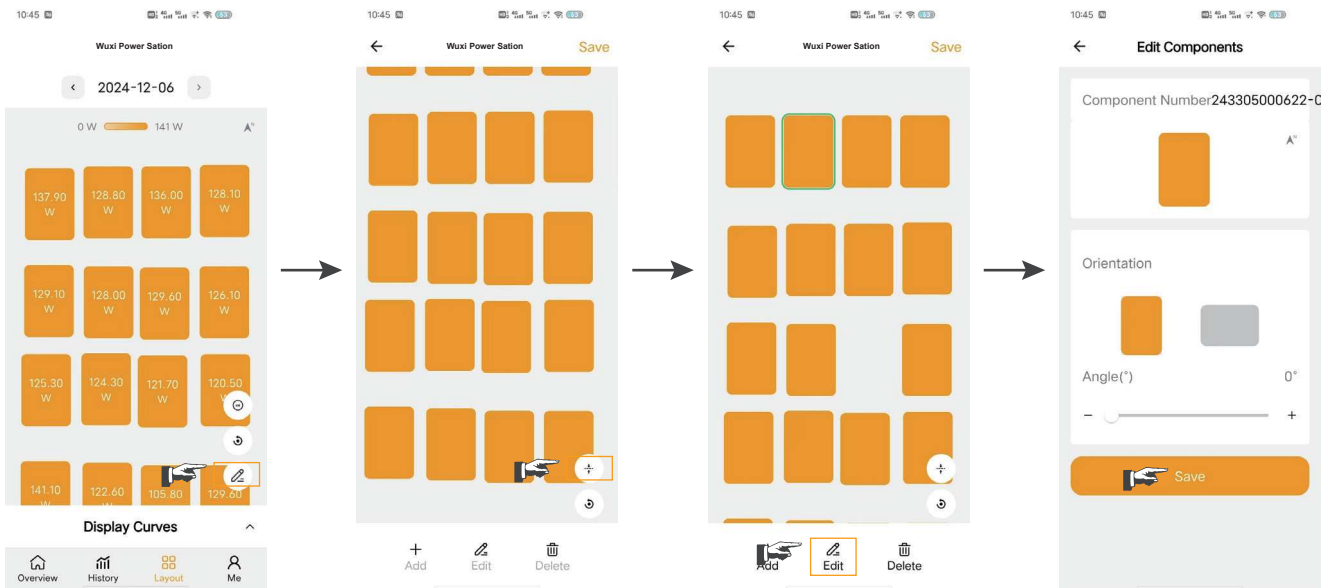 10:45
Wuxi Power Sation
2024-12-06
0 W 141 W
N
137.90 W
128.80 W
136.00 W
128.10 W
129.10 W
128.00 W
129.60 W
126.10 W
125.30 W
124.30 W
121.70 W
120.50
141.10
122.60
105.80
129.60
Display Curves
Overview
History
Layout
Me
10:45
Wuxi Power Sation
Save
Add
Edit
Delete
10:45
Wuxi Power Sation
Save
Add
Edit
Delete
10:45
Edit Components
Component Number243305000622-0
N
Orientation
Angle(°) 0°
− +
Save